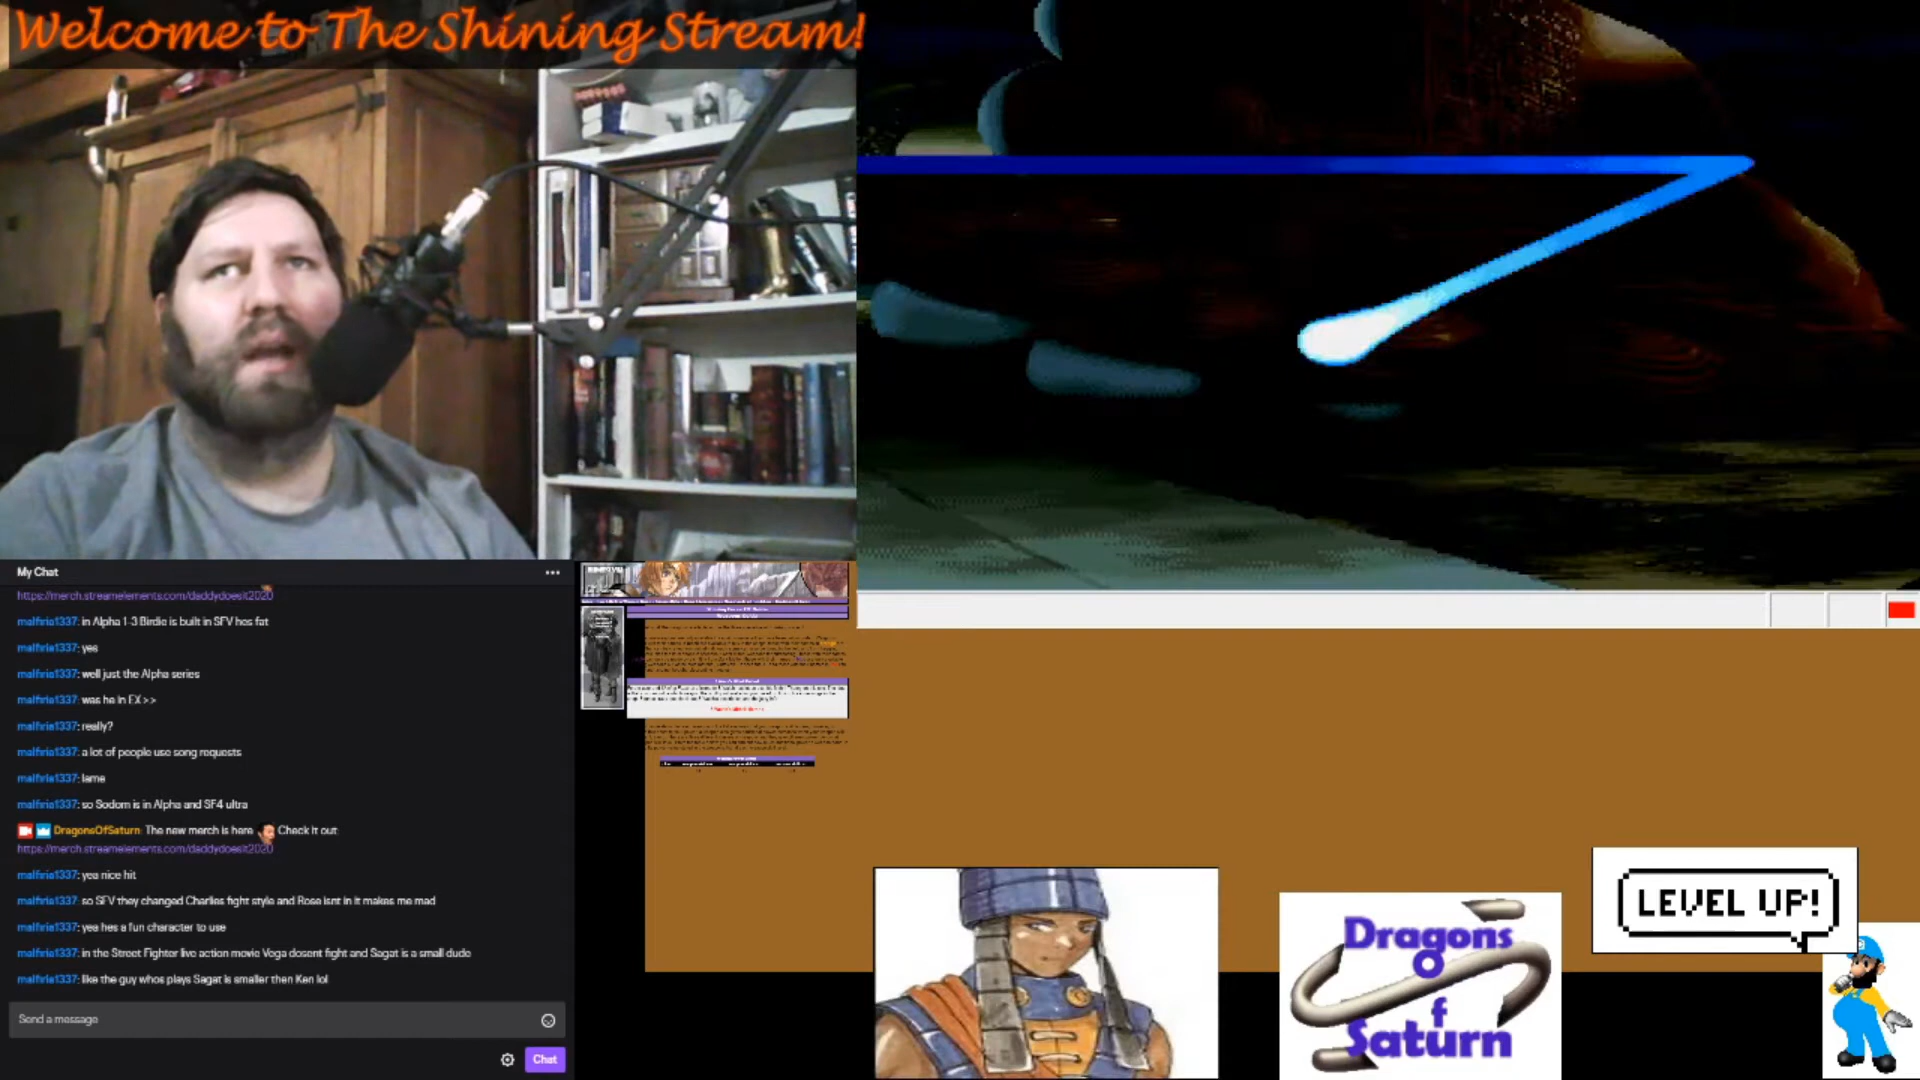 Welcome to The Shining Stream!
My Chat
https://merch.streamelements.com/daddydoesit2020
malfria1337: in Alpha 1-3 Birdie is built in SFV hes fat
malfria1337: yes
malfria1337: well just the Alpha series
malfria1337: was he in EX>>
malfria1337: really?
malfria1337: a lot of people use song requests
malfria1337: lame
malfria1337: so Sodom is in Alpha and SF4 ultra
DragonsOfSaturn: The new merch is here Check it out:
https://merch.streamelements.com/daddydoesit2020
malfria1337: yea nice hit
malfria1337: so SFV they changed Charlies fight style and Rose isnt in it makes me mad
malfria1337: yea hes a fun character to use
malfria1337: in the Street Fighter live action movie Vega dosent fight and Sagat is a small dude
malfria1337: like the guy whos plays Sagat is smaller then Ken lol
Send a message
Chat
Dragons
O
f
Saturn
LEVEL UP!